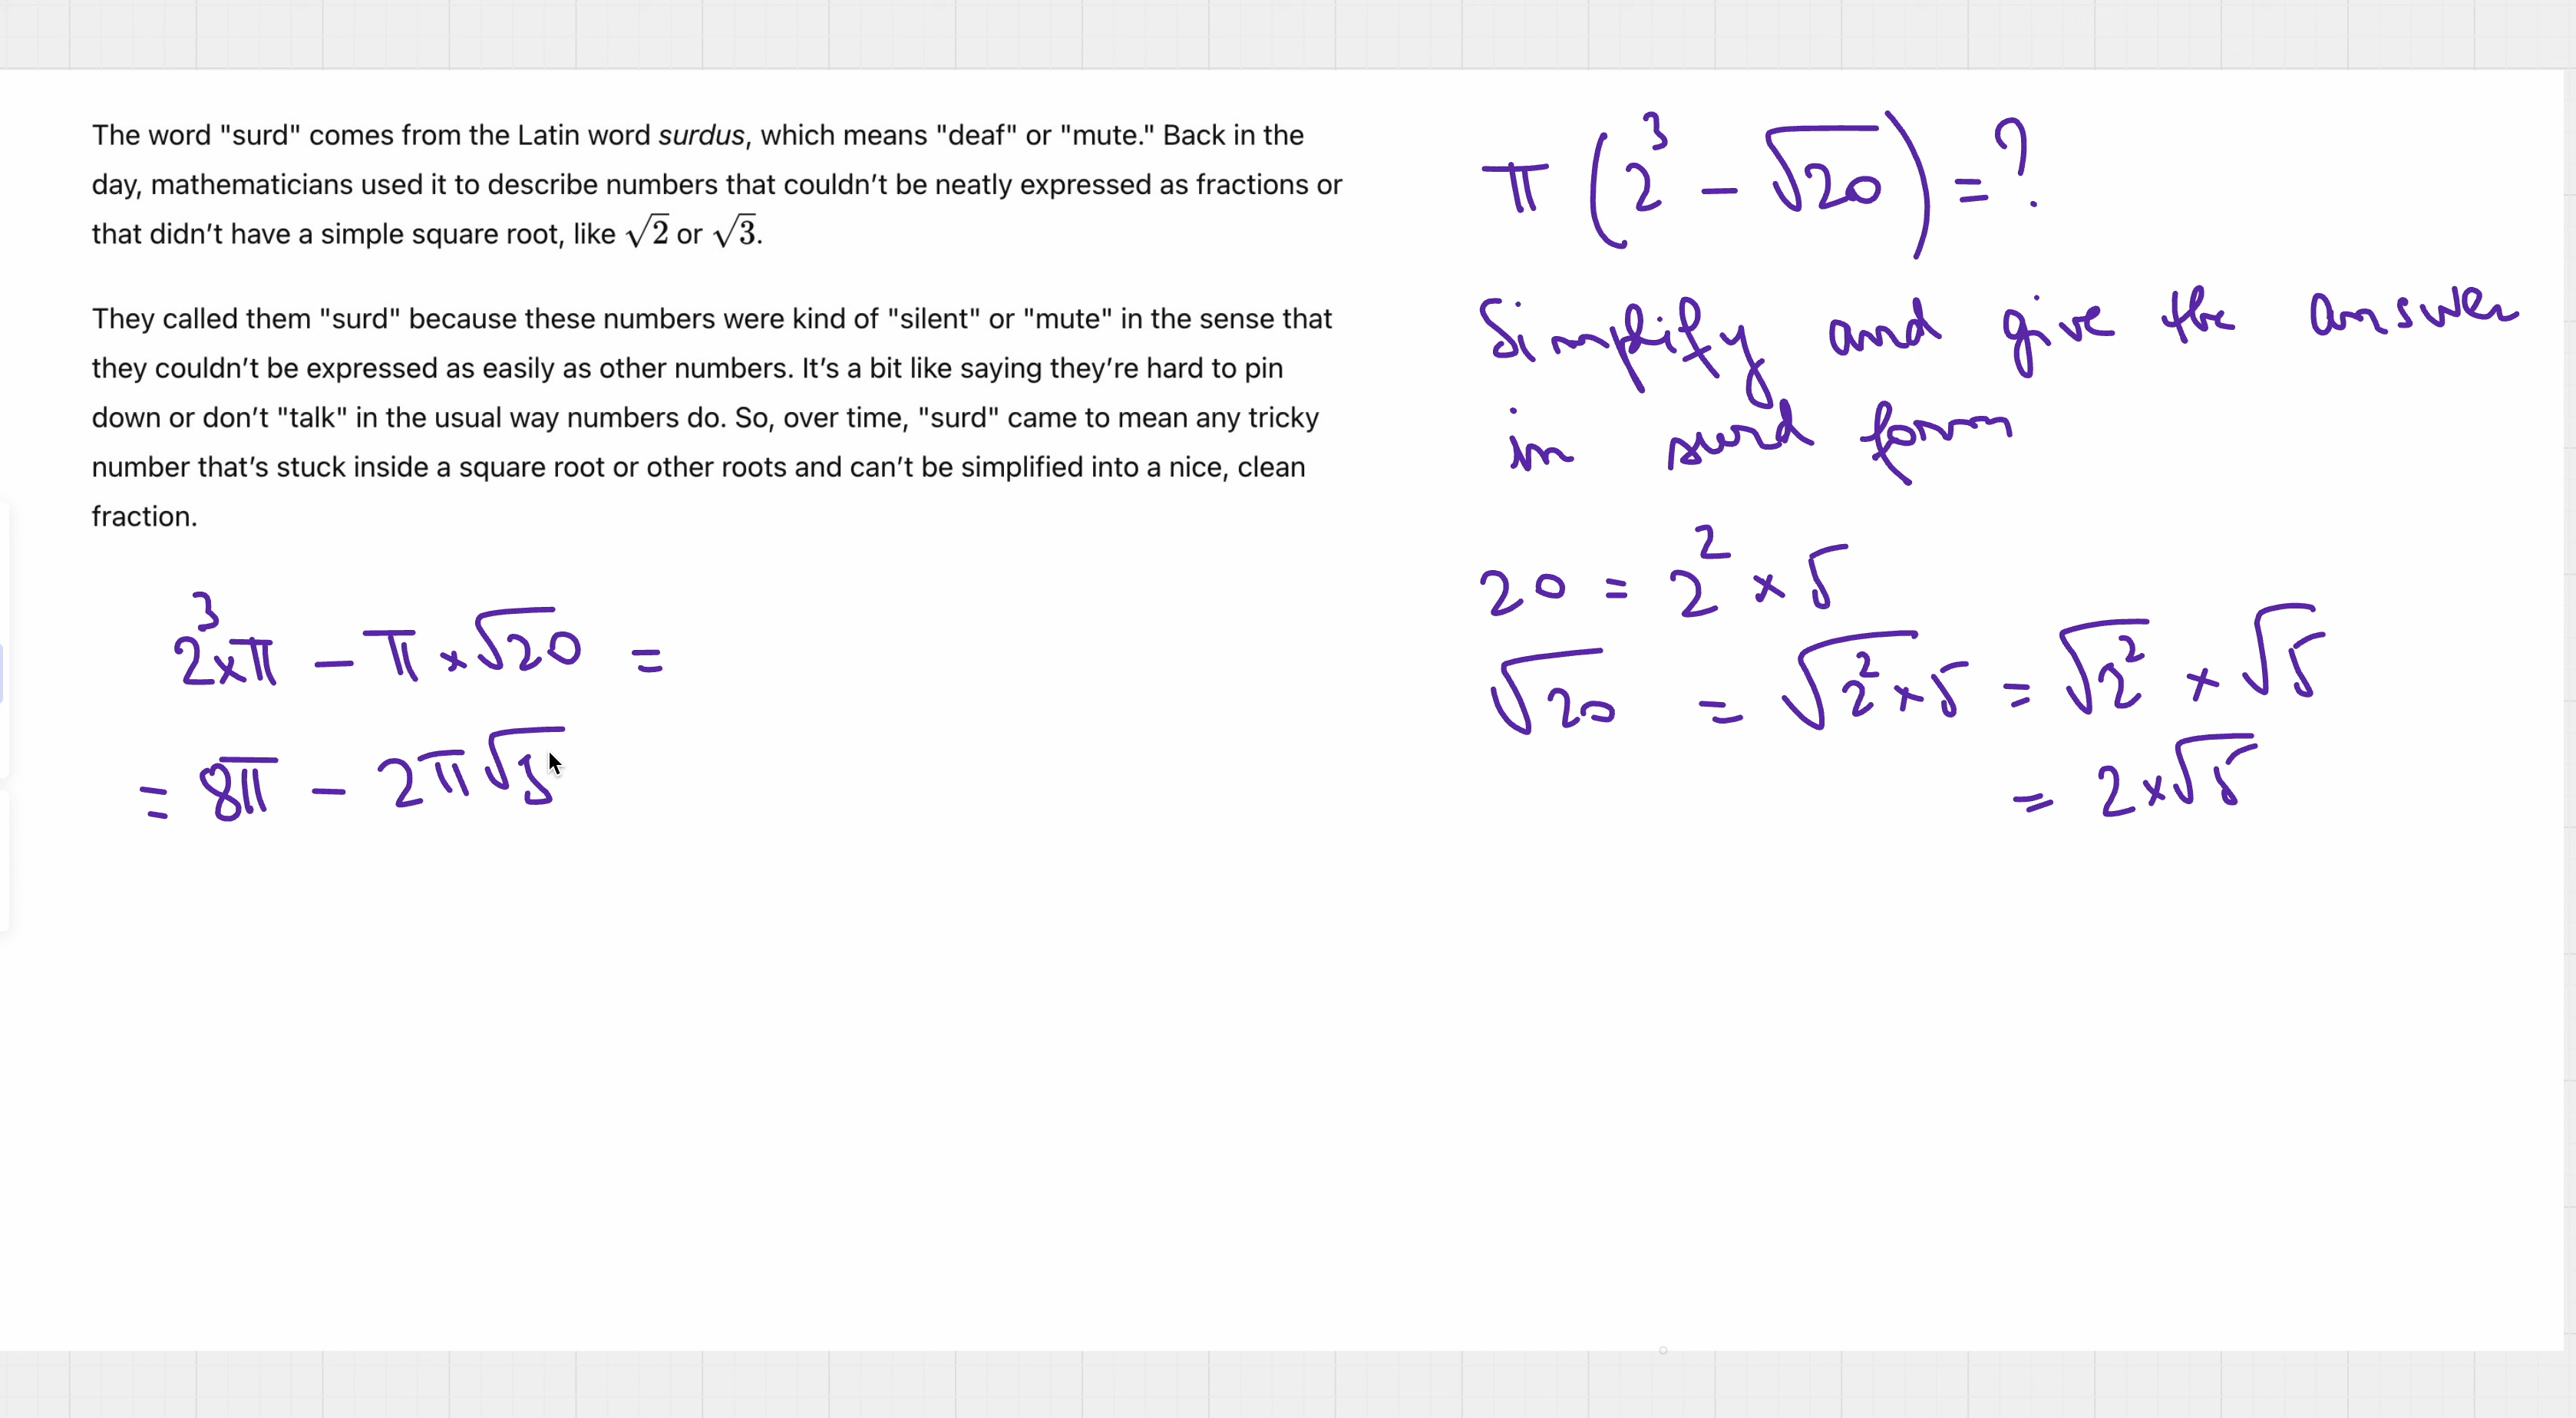 The word "surd" comes from the Latin word surdus, which means "deaf" or "mute." Back in the
day, mathematicians used it to describe numbers that couldn’t be neatly expressed as fractions or
that didn’t have a simple square root, like √2 or √3.
They called them "surd" because these numbers were kind of "silent" or "mute" in the sense that
they couldn’t be expressed as easily as other numbers. It’s a bit like saying they’re hard to pin
down or don’t "talk" in the usual way numbers do. So, over time, "surd" came to mean any tricky
number that’s stuck inside a square root or other roots and can’t be simplified into a nice, clean
fraction.
2³×π − π×√20 =
= 8π − 2π√5
π(2³ − √20) = ?
Simplify and give the answer
in surd form
20 = 2² × 5
√20 = √2²×5 = √2² × √5
= 2×√5